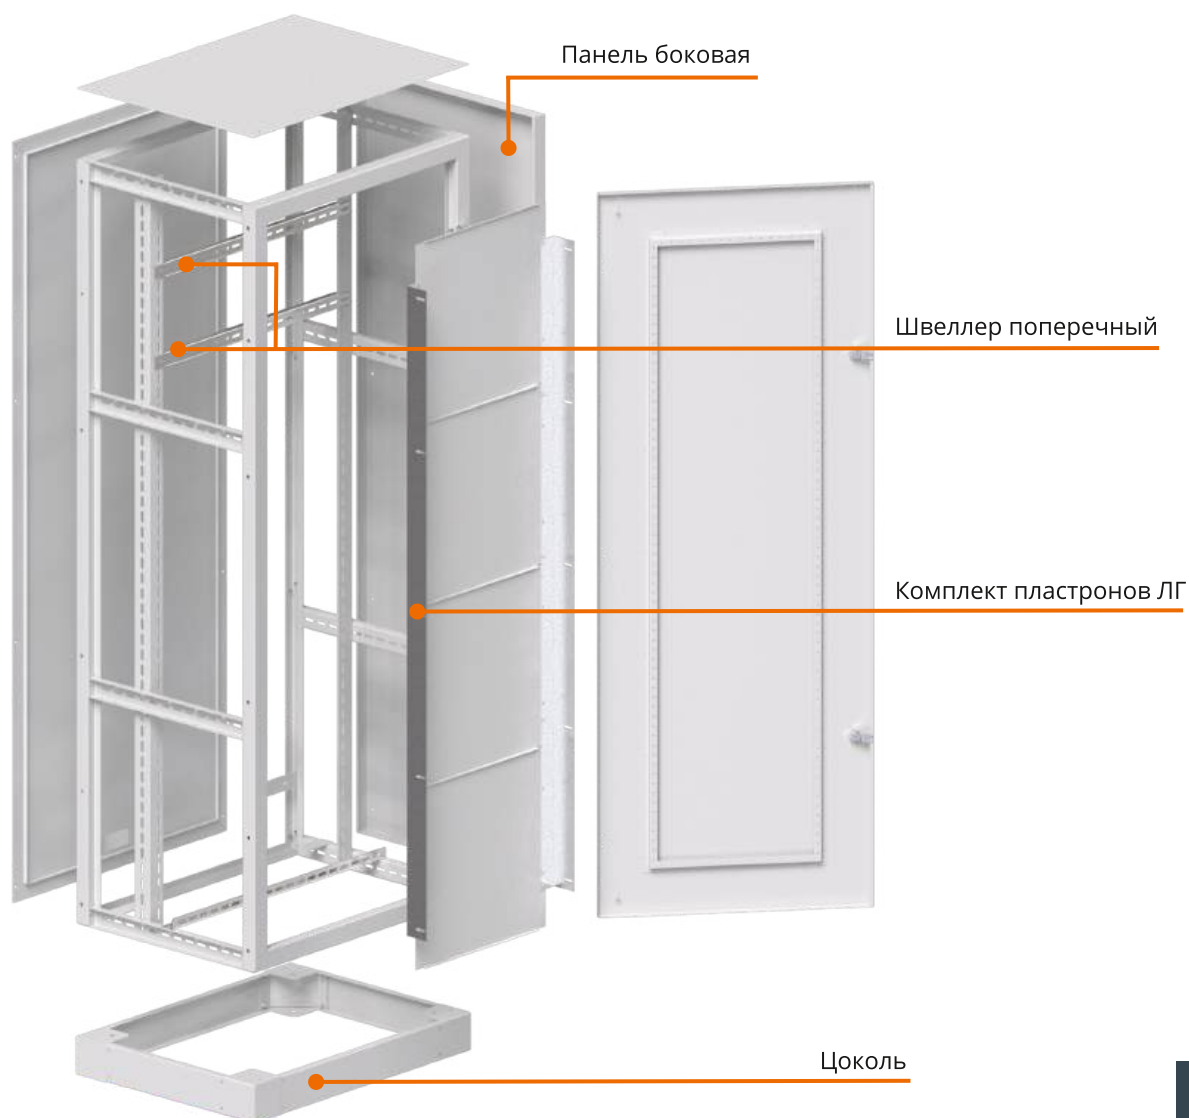 Панель боковая
Швеллер поперечный
Комплект пластронов ЛГ
Цоколь